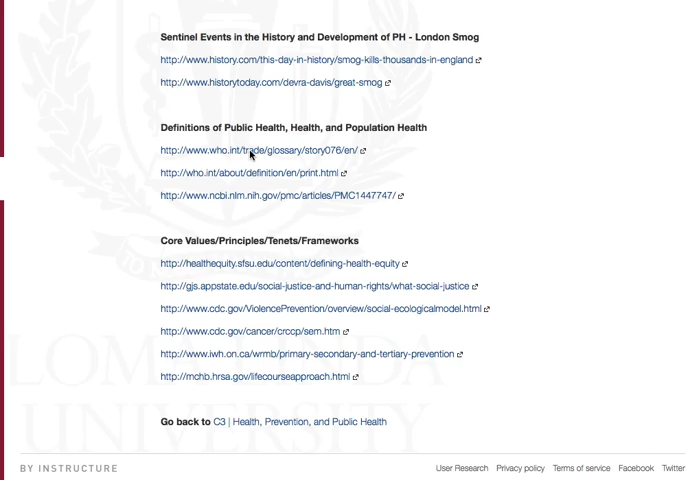 Sentinel Events in the History and Development of PH - London Smog
http://www.history.com/this-day-in-history/smog-kills-thousands-in-england
http://www.historytoday.com/devra-davis/great-smog
Definitions of Public Health, Health, and Population Health
http://www.who.int/trade/glossary/story076/en/
http://who.int/about/definition/en/print.html
http://www.ncbi.nlm.nih.gov/pmc/articles/PMC1447747/
Core Values/Principles/Tenets/Frameworks
http://healthequity.sfsu.edu/content/defining-health-equity
http://gjs.appstate.edu/social-justice-and-human-rights/what-social-justice
http://www.cdc.gov/ViolencePrevention/overview/social-ecologicalmodel.html
http://www.cdc.gov/cancer/crccp/sem.htm
http://www.iwh.on.ca/wrmb/primary-secondary-and-tertiary-prevention
http://mchb.hrsa.gov/lifecourseapproach.html
LOMA LINDA
UNIVERSITY
Go back to C3 | Health, Prevention, and Public Health
BY INSTRUCTURE
User Research Privacy policy Terms of service Facebook Twitter